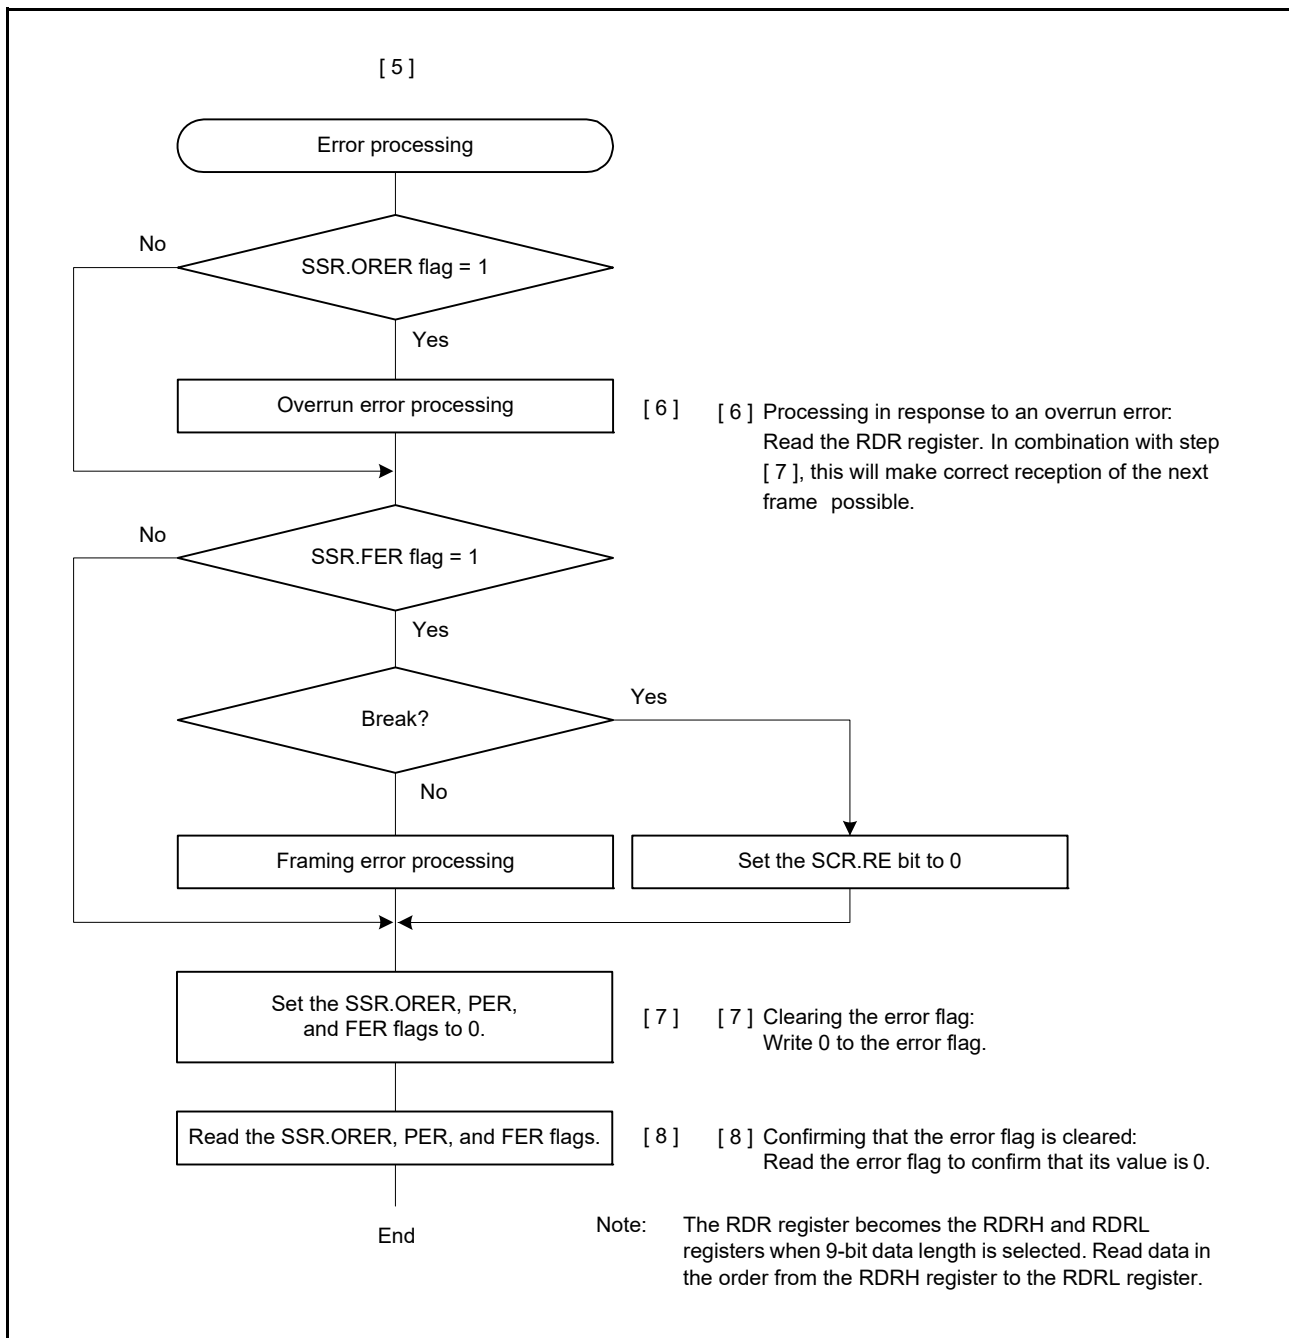 [ 5 ]
Error processing
No
SSR.ORER flag = 1
Yes
Overrun error processing
[ 6 ]
[ 6 ] Processing in response to an overrun error:
Read the RDR register. In combination with step
[ 7 ], this will make correct reception of the next
frame possible.
No
SSR.FER flag = 1
Yes
Break?
Yes
No
Framing error processing
Set the SCR.RE bit to 0
Set the SSR.ORER, PER,
and FER flags to 0.
[ 7 ]
[ 7 ] Clearing the error flag:
Write 0 to the error flag.
Read the SSR.ORER, PER, and FER flags.
[ 8 ]
[ 8 ] Confirming that the error flag is cleared:
Read the error flag to confirm that its value is 0.
End
Note: The RDR register becomes the RDRH and RDRL
registers when 9-bit data length is selected. Read data in
the order from the RDRH register to the RDRL register.